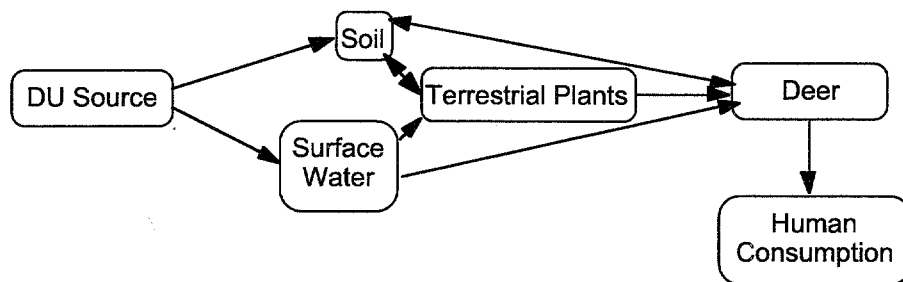 Soil
DU Source
Terrestrial Plants
Deer
Surface
Water
Human
Consumption